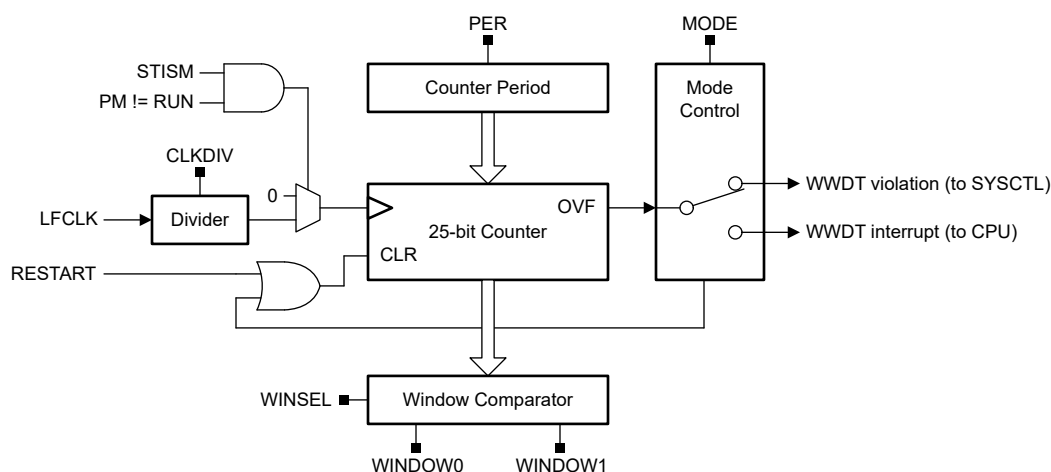 PER
MODE
STISM
PM != RUN
Counter Period
Mode
Control
CLKDIV
0
WWDT violation (to SYSCTL)
LFCLK
Divider
OVF
25-bit Counter
WWDT interrupt (to CPU)
CLR
RESTART
WINSEL
Window Comparator
WINDOW0
WINDOW1